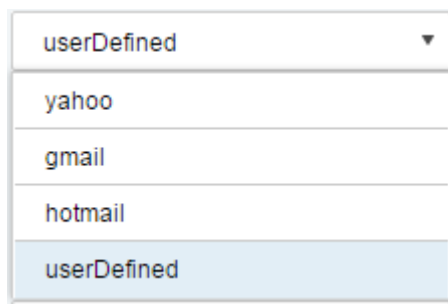 userDefined
yahoo
gmail
hotmail
userDefined